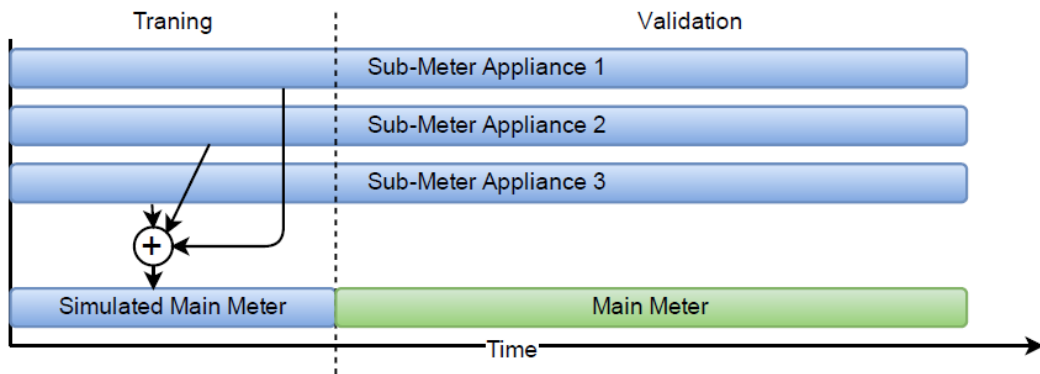 Traning
Validation
Sub-Meter Appliance 1
Sub-Meter Appliance 2
Sub-Meter Appliance 3
+
Simulated Main Meter
Main Meter
Time